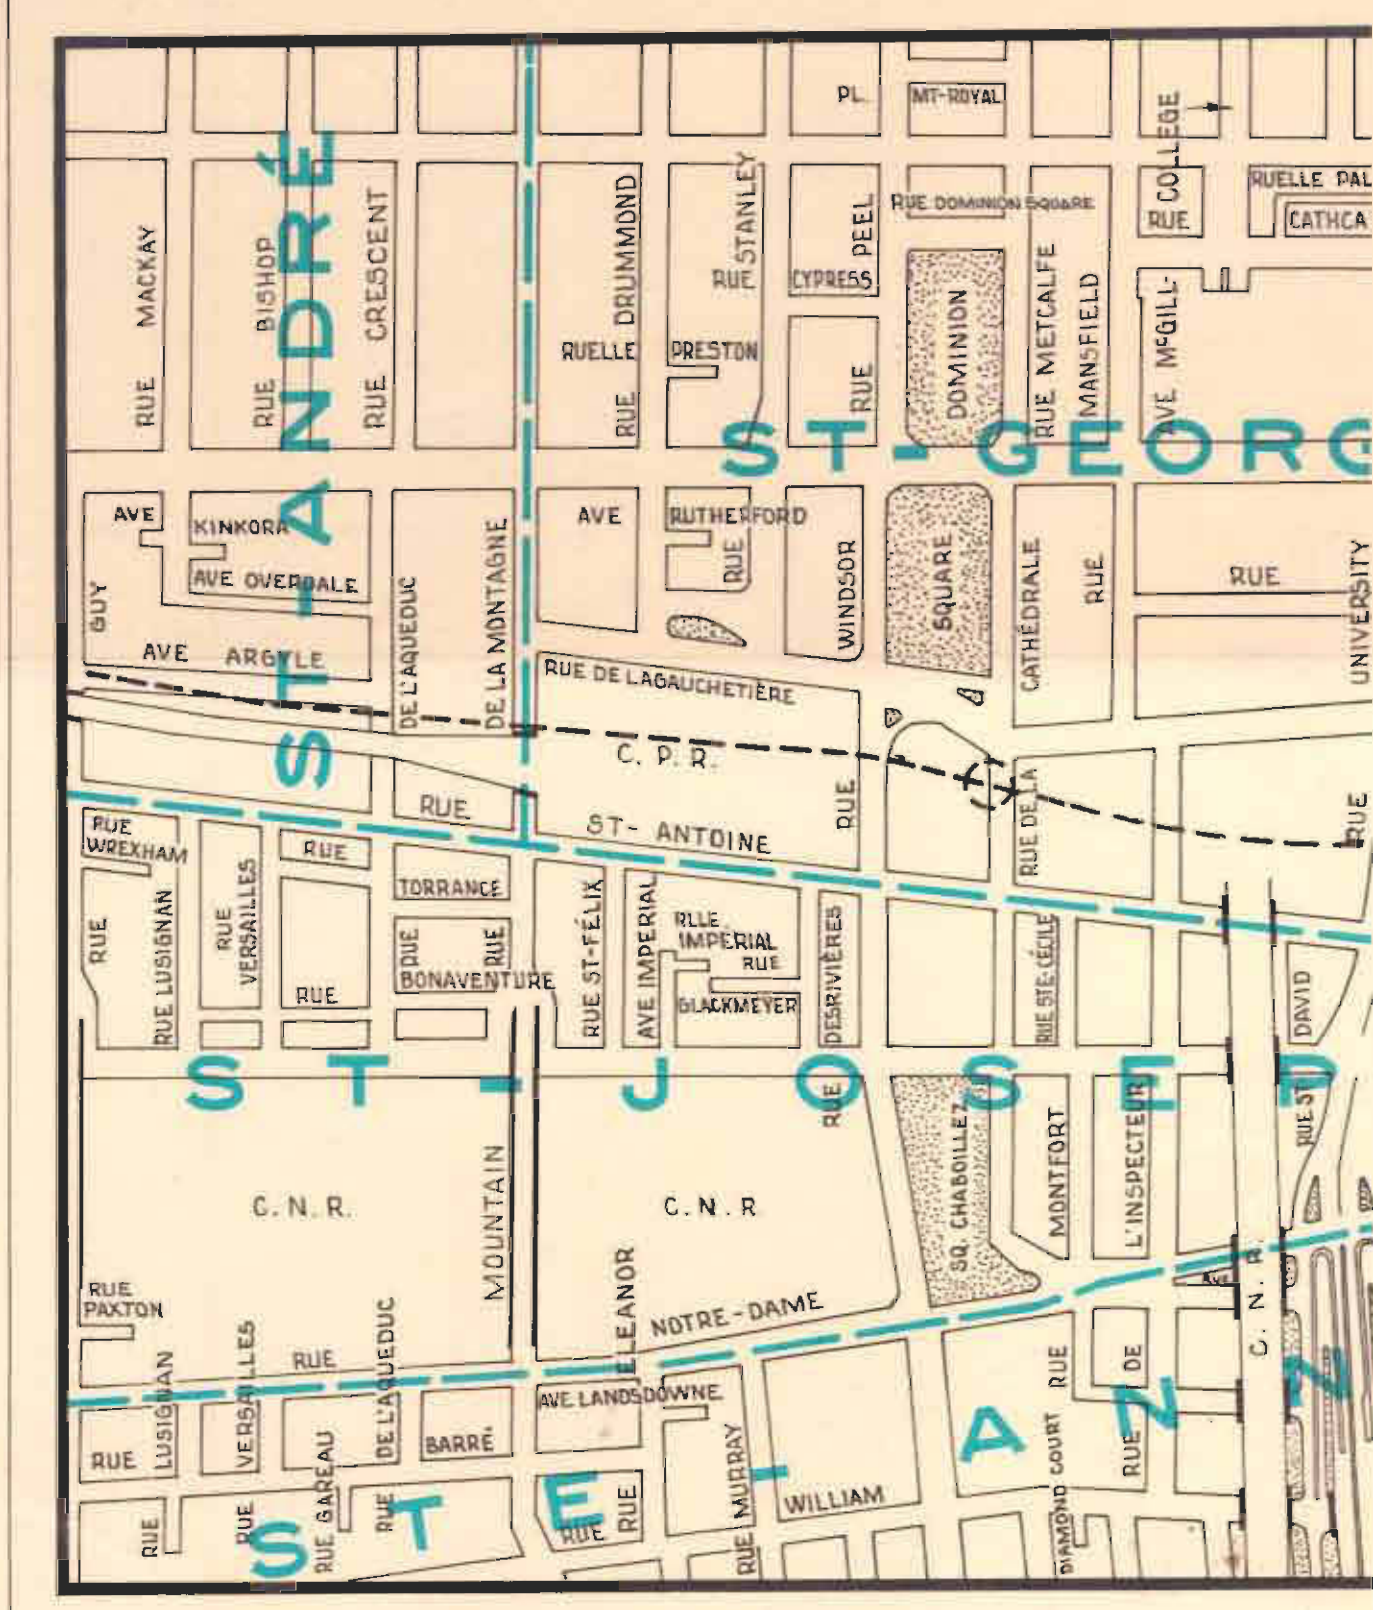 PL. MT-ROYAL
RUE COLLEGE
RUELLE PAL
CATHCA
RUE MACKAY
RUE BISHOP
RUE CRESCENT
RUE DRUMMOND
RUE STANLEY
RUE PEEL
CYPRESS
RUE DOMINION SQUARE
DOMINION
SQUARE
RUE METCALFE
MANSFIELD
AVE McGILL-
RUELLE PRESTON
ST-ANDRÉ
ST-GEORG
AVE
KINKORA
AVE OVERDALE
GUY
AVE ARGYLE
DE L'AQUEDUC
DE LA MONTAGNE
AVE RUTHERFORD
RUE
WINDSOR
CATHÉDRALE
RUE
RUE
UNIVERSITY
RUE DE LAGAUCHETIÈRE
C. P. R.
RUE
RUE DE LA
RUE
RUE ST-ANTOINE
RUE
WREXHAM
RUE
TORRANCE
RUE
RUE LUSIGNAN
RUE
VERSAILLES
RUE
RUE
RUE
BONAVENTURE
RUE ST-FÉLIX
AVE IMPERIAL
RLLE
IMPERIAL
RUE
GLACKMEYER
DESRIVIÈRES
RUE STE-CÉCILE
DAVID
ST-JOSEP
RUE
SQ. CHABOILLEZ
MONTFORT
L'INSPECTEUR
RUE ST
C. N. R.
MOUNTAIN
C. N. R
C. N. R.
AVE
RUE
PAXTON
ELEANOR
RUE NOTRE-DAME
LUSIGNAN
VERSAILLES
DE L'AQUEDUC
AVE LANDSDOWNE
RUE
RUE DE
RUE BARRÉ
RUE
RUE
RUE GAREAU
RUE
RUE
RUE WILLIAM
RUE MURRAY
DIAMOND COURT
STE-ANN